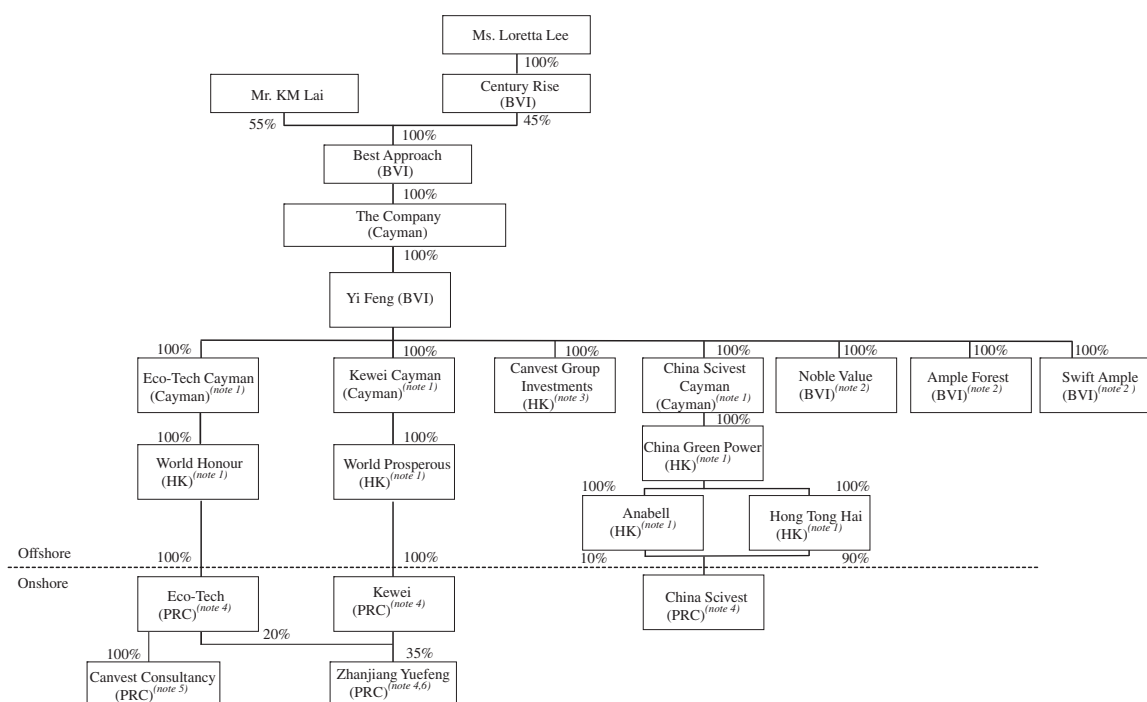 Ms. Loretta Lee
100%
Mr. KM Lai
Century Rise
(BVI)
55%
45%
100%
Best Approach
(BVI)
100%
The Company
(Cayman)
100%
Yi Feng (BVI)
100%
100%
100%
100%
100%
100%
100%
Eco-Tech Cayman
(Cayman)(note 1)
Kewei Cayman
(Cayman)(note 1)
Canvest Group
Investments
(HK)(note 3)
China Scivest
Cayman
(Cayman)(note 1)
Noble Value
(BVI)(note 2)
Ample Forest
(BVI)(note 2)
Swift Ample
(BVI)(note 2 )
100%
100%
100%
World Honour
(HK)(note 1)
World Prosperous
(HK)(note 1)
China Green Power
(HK)(note 1)
100%
100%
Anabell
(HK)(note 1)
Hong Tong Hai
(HK)(note 1)
Offshore
100%
100%
10%
90%
Onshore
Eco-Tech
(PRC)(note 4)
Kewei
(PRC)(note 4)
China Scivest
(PRC)(note 4)
20%
100%
35%
Canvest Consultancy
(PRC)(note 5)
Zhanjiang Yuefeng
(PRC)(note 4,6)